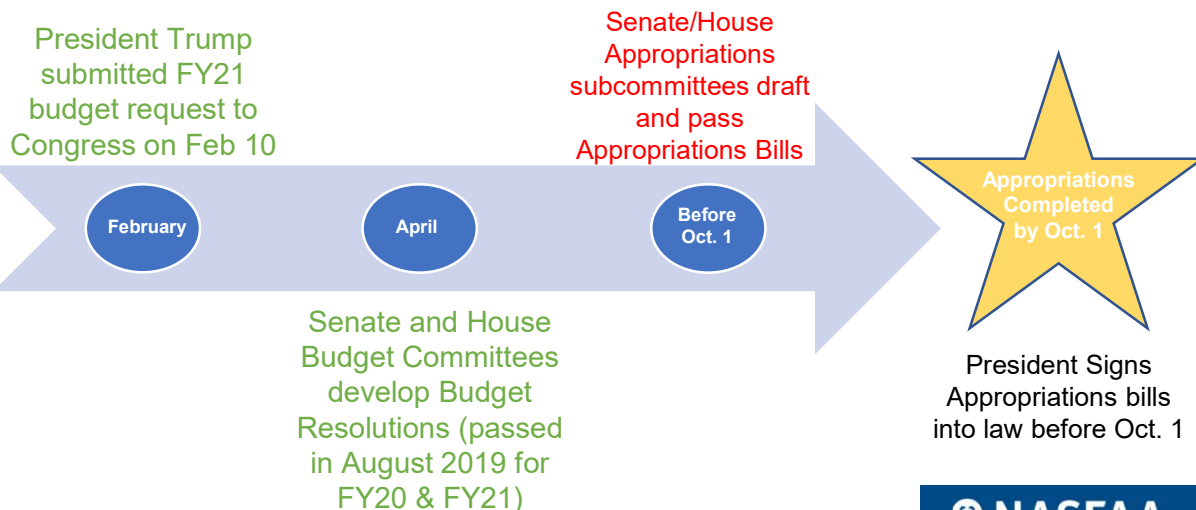 President Trump
submitted FY21
budget request to
Congress on Feb 10
Senate/House
Appropriations
subcommittees draft
and pass
Appropriations Bills
February
April
Before
Oct. 1
Appropriations
Completed
by Oct. 1
Senate and House
Budget Committees
develop Budget
Resolutions (passed
in August 2019 for
FY20 & FY21)
President Signs
Appropriations bills
into law before Oct. 1
NASFAA